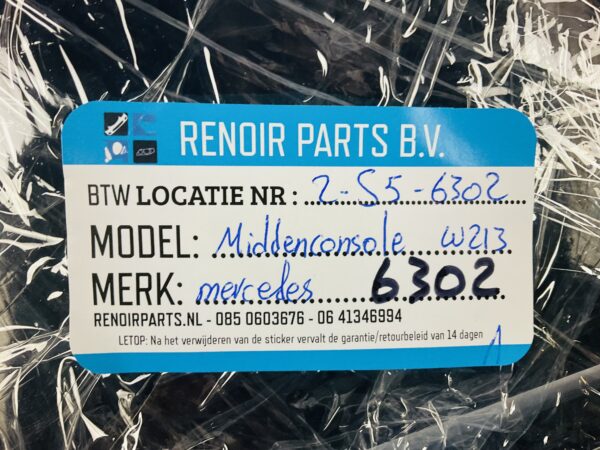 RENOIR PARTS B.V.
BTW LOCATIE NR: 2-S5-6302
MODEL: Middenconsole W213
MERK: mercedes 6302
RENOIRPARTS.NL - 085 0603676 - 06 41346994
LETOP: Na het verwijderen van de sticker vervalt de garantie/retourbeleid van 14 dagen
1